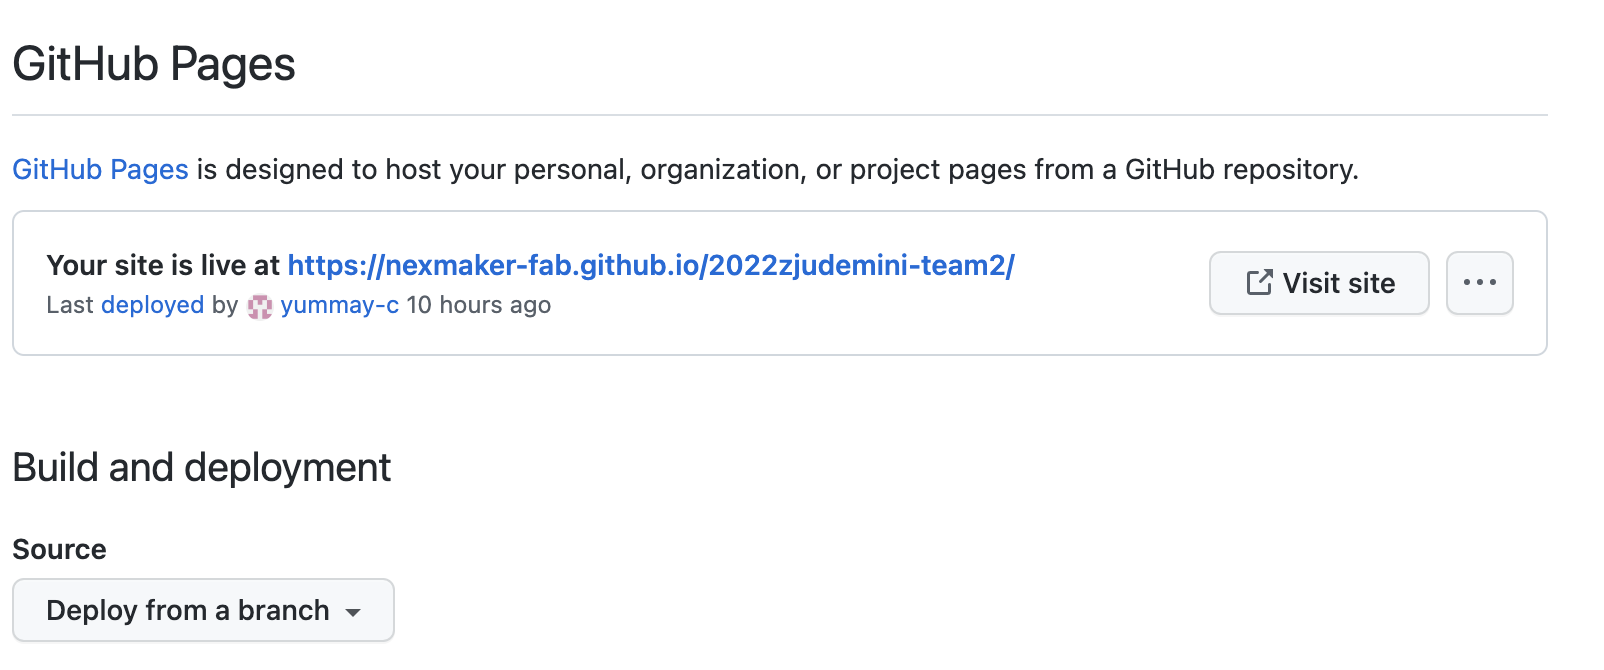 GitHub Pages
GitHub Pages is designed to host your personal, organization, or project pages from a GitHub repository.
Your site is live at https://nexmaker-fab.github.io/2022zjudemini-team2/
Visit site
Last deployed by yummay-c 10 hours ago
Build and deployment
Source
Deploy from a branch